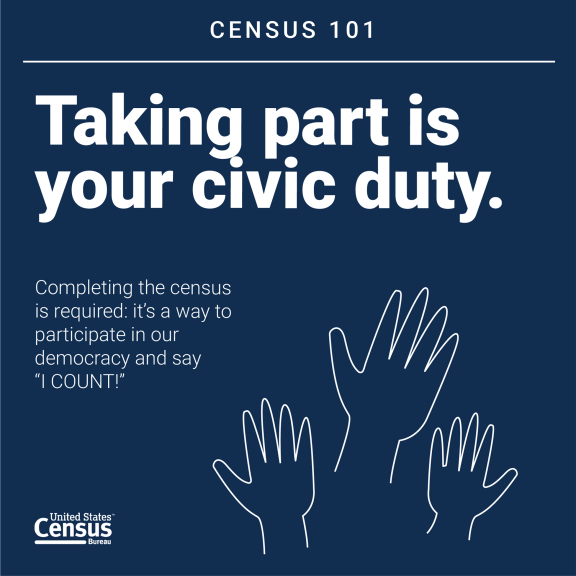 CENSUS 101
Taking part is
your civic duty.
Completing the census
is required: it’s a way to
participate in our
democracy and say
“I COUNT!”
United States™
Census
Bureau